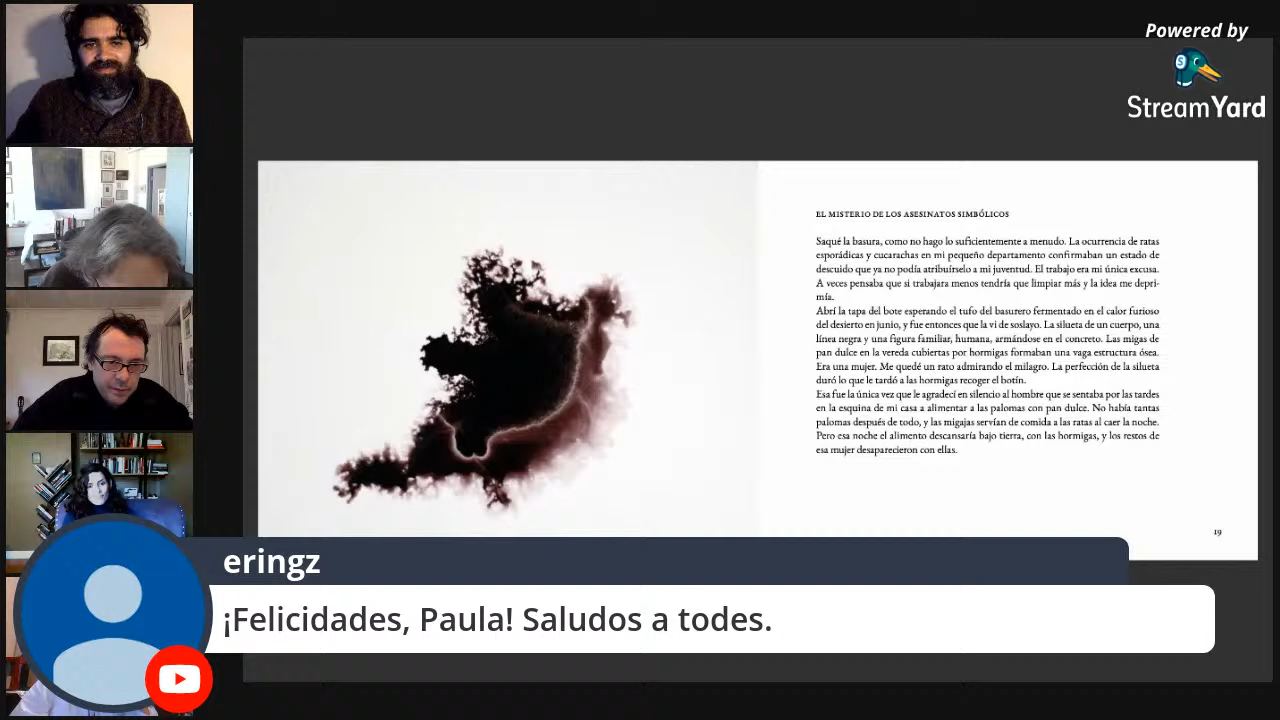 Powered by
StreamYard
EL MISTERIO DE LOS ASESINATOS SIMBÓLICOS
Saqué la basura, como no hago lo suficientemente a menudo. La ocurrencia de ratas
esporádicas y cucarachas en mi pequeño departamento confirmaban un estado de
descuido que ya no podía atribuírselo a mi juventud. El trabajo era mi única excusa.
A veces pensaba que si trabajara menos tendría que limpiar más y la idea me depri-
mía.
Abrí la tapa del bote esperando el tufo del basurero fermentado en el calor furioso
del desierto en junio, y fue entonces que la vi de soslayo. La silueta de un cuerpo, una
línea negra y una figura familiar, humana, armándose en el concreto. Las migas de
pan dulce en la vereda cubiertas por hormigas formaban una vaga estructura ósea.
Era una mujer. Me quedé un rato admirando el milagro. La perfección de la silueta
duró lo que le tardó a las hormigas recoger el botín.
Esa fue la única vez que le agradecí en silencio al hombre que se sentaba por las tardes
en la esquina de mi casa a alimentar a las palomas con pan dulce. No había tantas
palomas después de todo, y las migajas servían de comida a las ratas al caer la noche.
Pero esa noche el alimento descansaría bajo tierra, con las hormigas, y los restos de
esa mujer desaparecieron con ellas.
19
eringz
¡Felicidades, Paula! Saludos a todes.